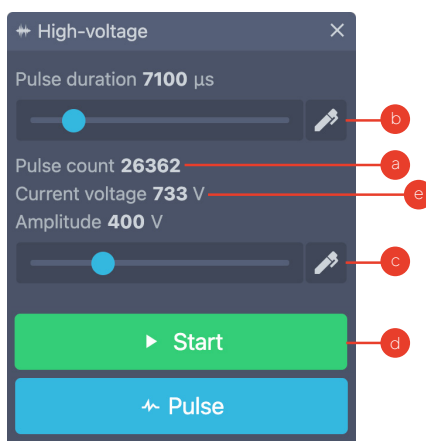 High-voltage
Pulse duration 7100 µs
b
Pulse count 26362
a
Current voltage 733 V
e
Amplitude 400 V
c
Start
d
Pulse